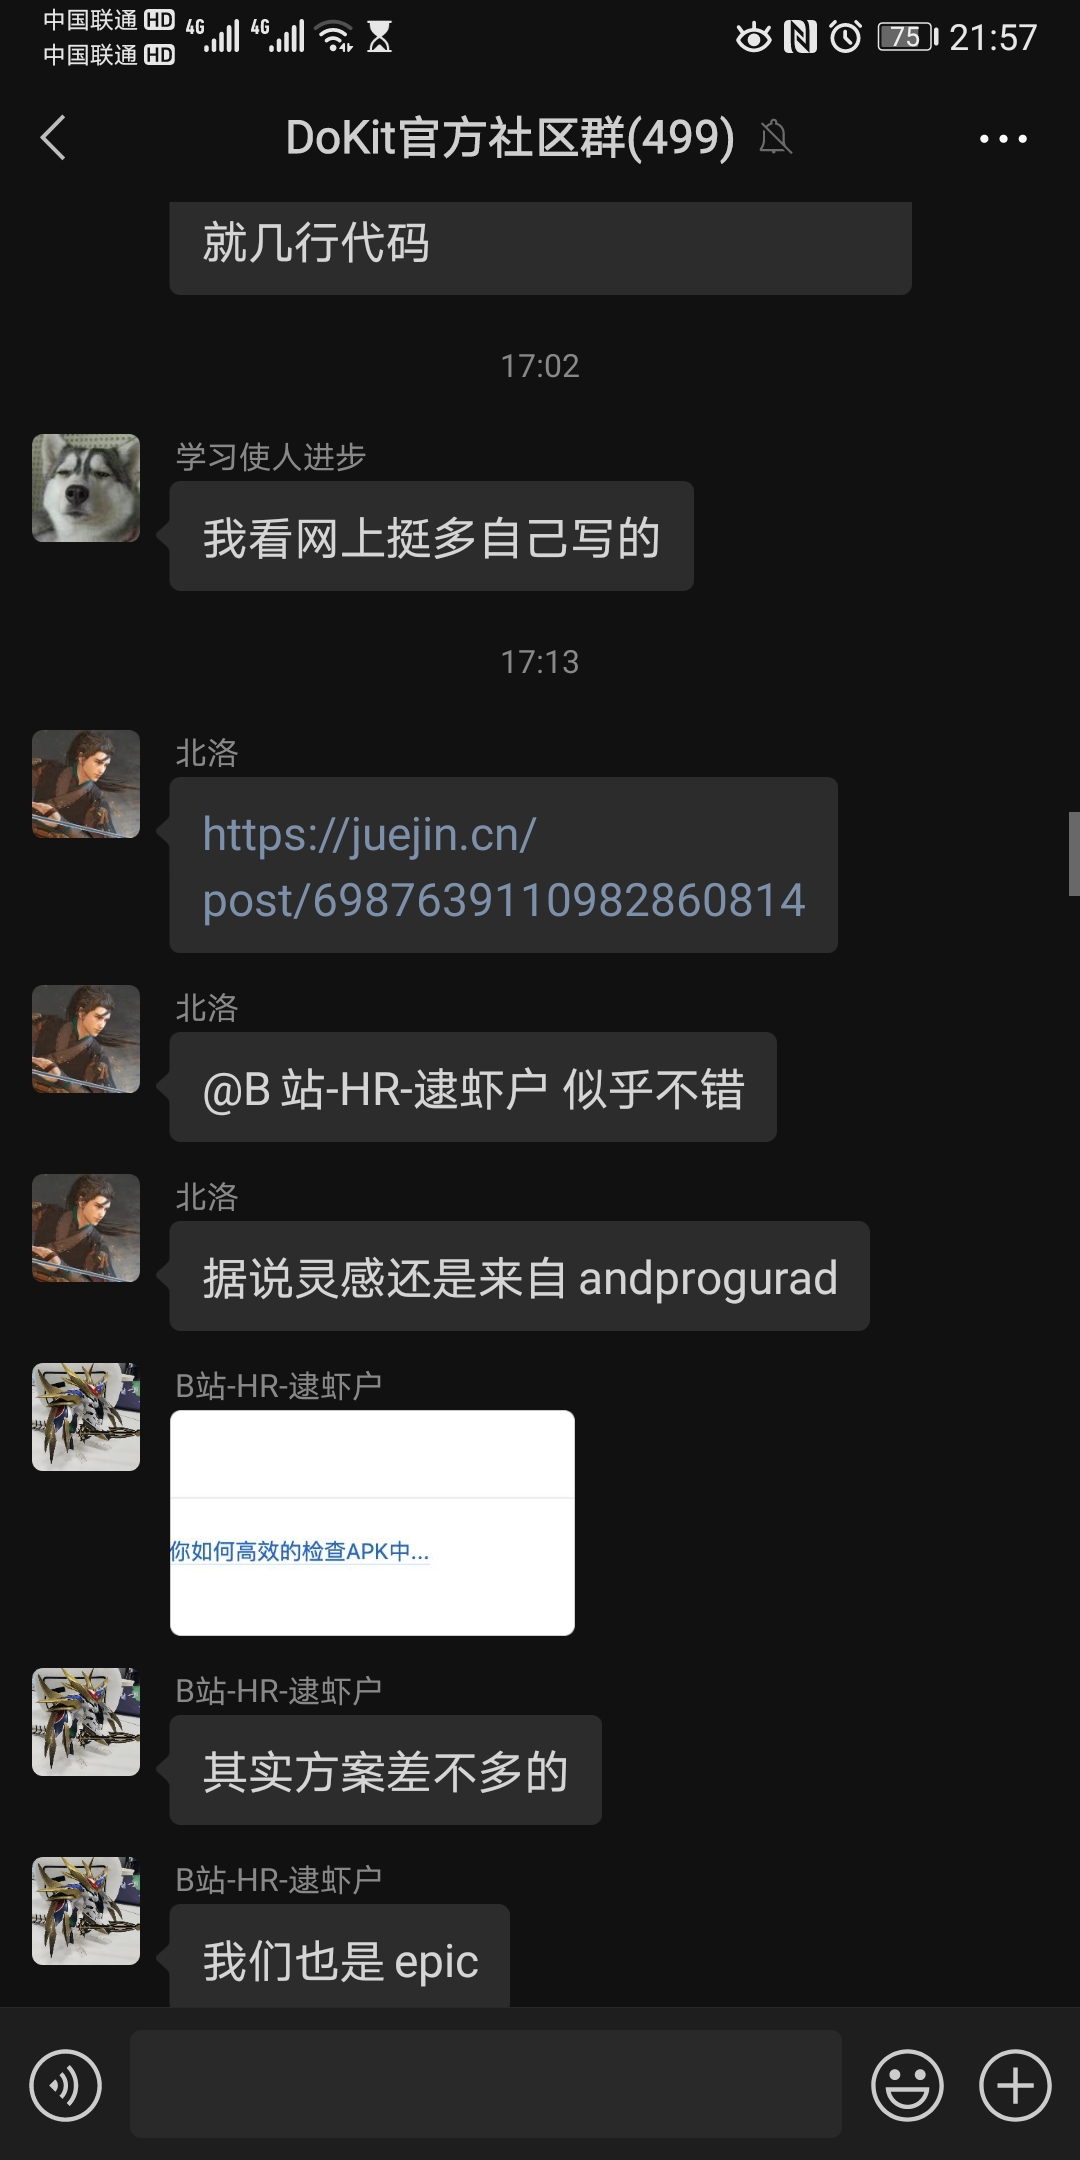 中国联通 HD 4G 4G 75 21:57
中国联通 HD
DoKit官方社区群(499)
就几行代码
17:02
学习使人进步
我看网上挺多自己写的
17:13
北洛
https://juejin.cn/
post/6987639110982860814
北洛
@B 站-HR-逮虾户 似乎不错
北洛
据说灵感还是来自 andprogurad
B站-HR-逮虾户
你如何高效的检查APK中...
B站-HR-逮虾户
其实方案差不多的
B站-HR-逮虾户
我们也是 epic